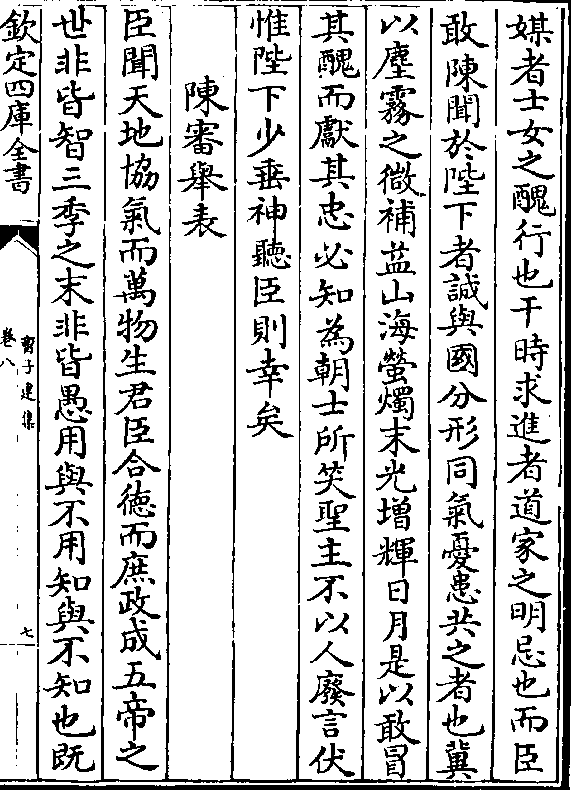 媒者士女之醜行也干時求進者道家之明忌也而臣
敢陳聞於陛下者誠與國分形同氣憂患共之者也冀
以塵霧之微補益山海螢燭末光增輝日月是以敢冒
其醜而獻其忠必知為朝士所笑聖主不以人廢言伏
惟陛下少垂神聽臣則幸矣
陳審舉表
臣聞天地協氣而萬物生君臣合德而庶政成五帝之
世非皆智三季之末非皆愚用與不用知與不知也既
欽定四庫全書
曹子建集
卷八
七